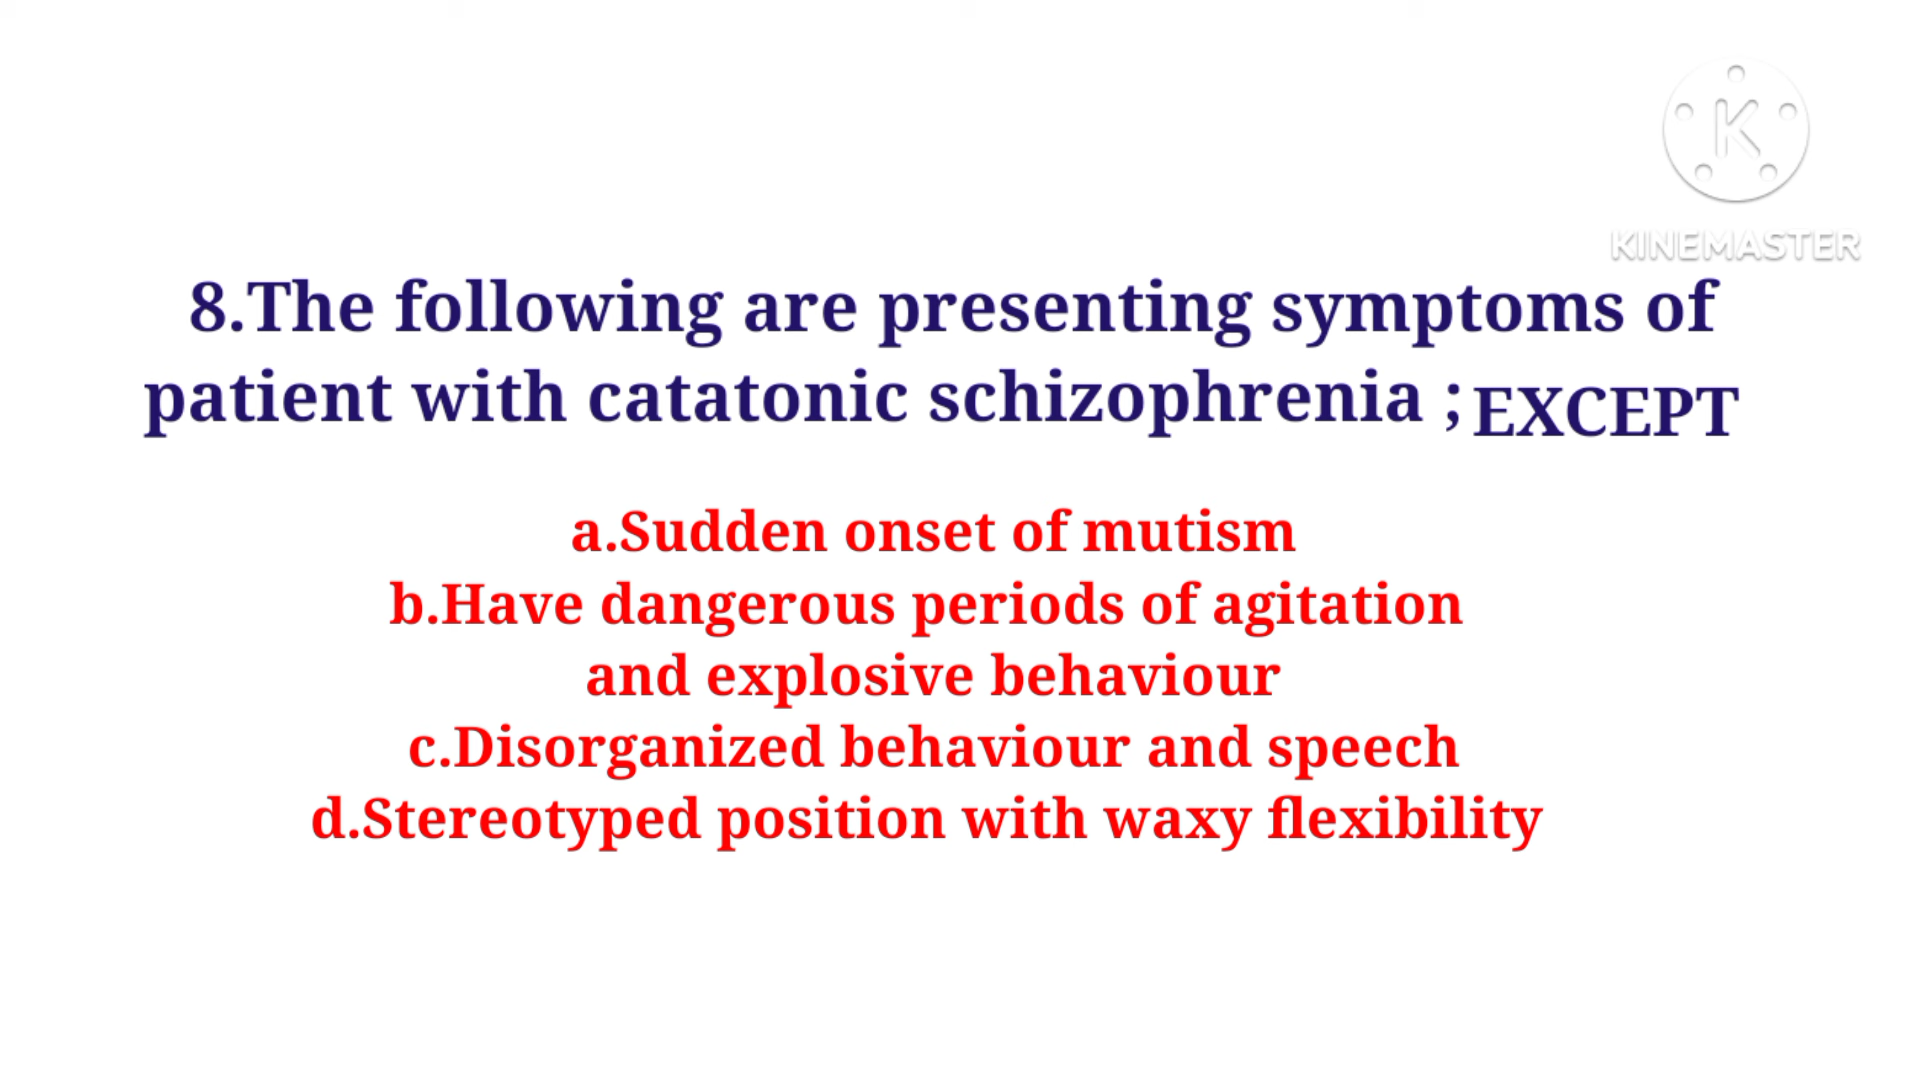 K
KINEMASTER
8.The following are presenting symptoms of
patient with catatonic schizophrenia ; EXCEPT
a.Sudden onset of mutism
b.Have dangerous periods of agitation
and explosive behaviour
c.Disorganized behaviour and speech
d.Stereotyped position with waxy flexibility